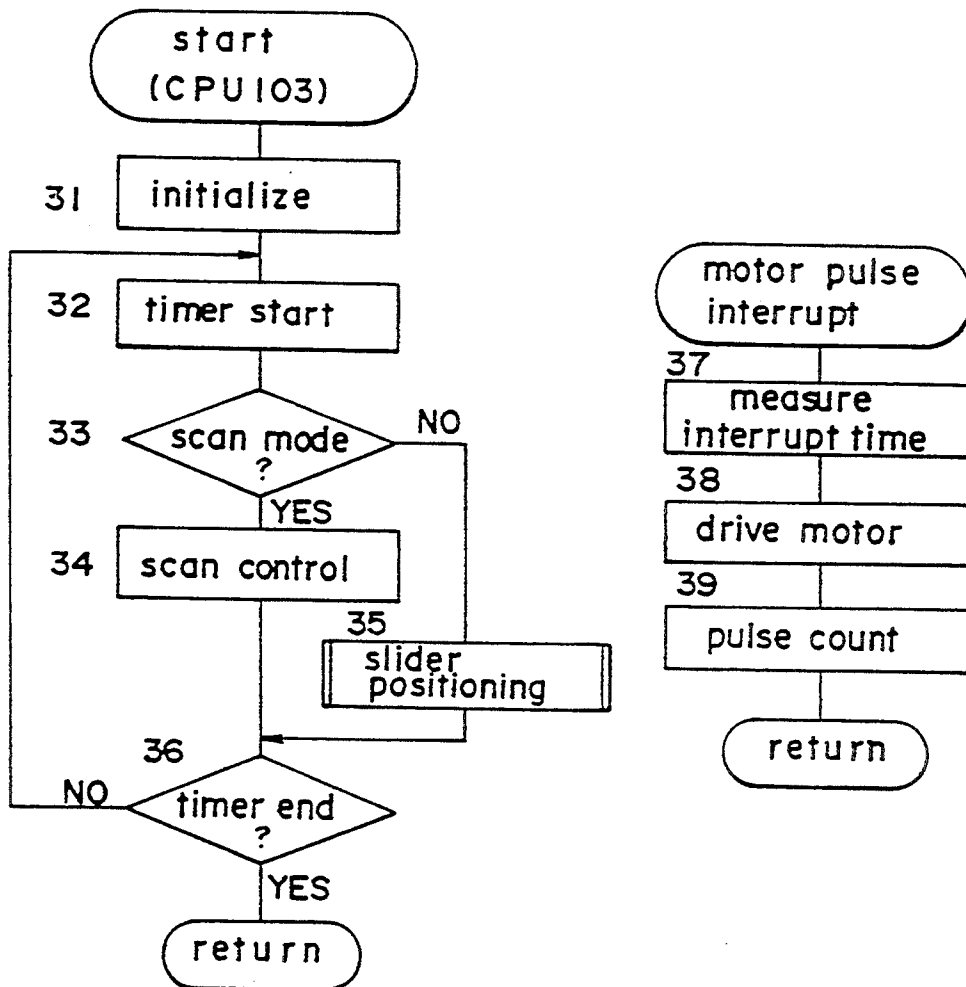 start
(CPU103)
31
initialize
32
timer start
33
scan mode
?
NO
YES
34
scan control
35
slider
positioning
36
NO
timer end
?
YES
return
motor pulse
interrupt
37
measure
interrupt time
38
drive motor
39
pulse count
return